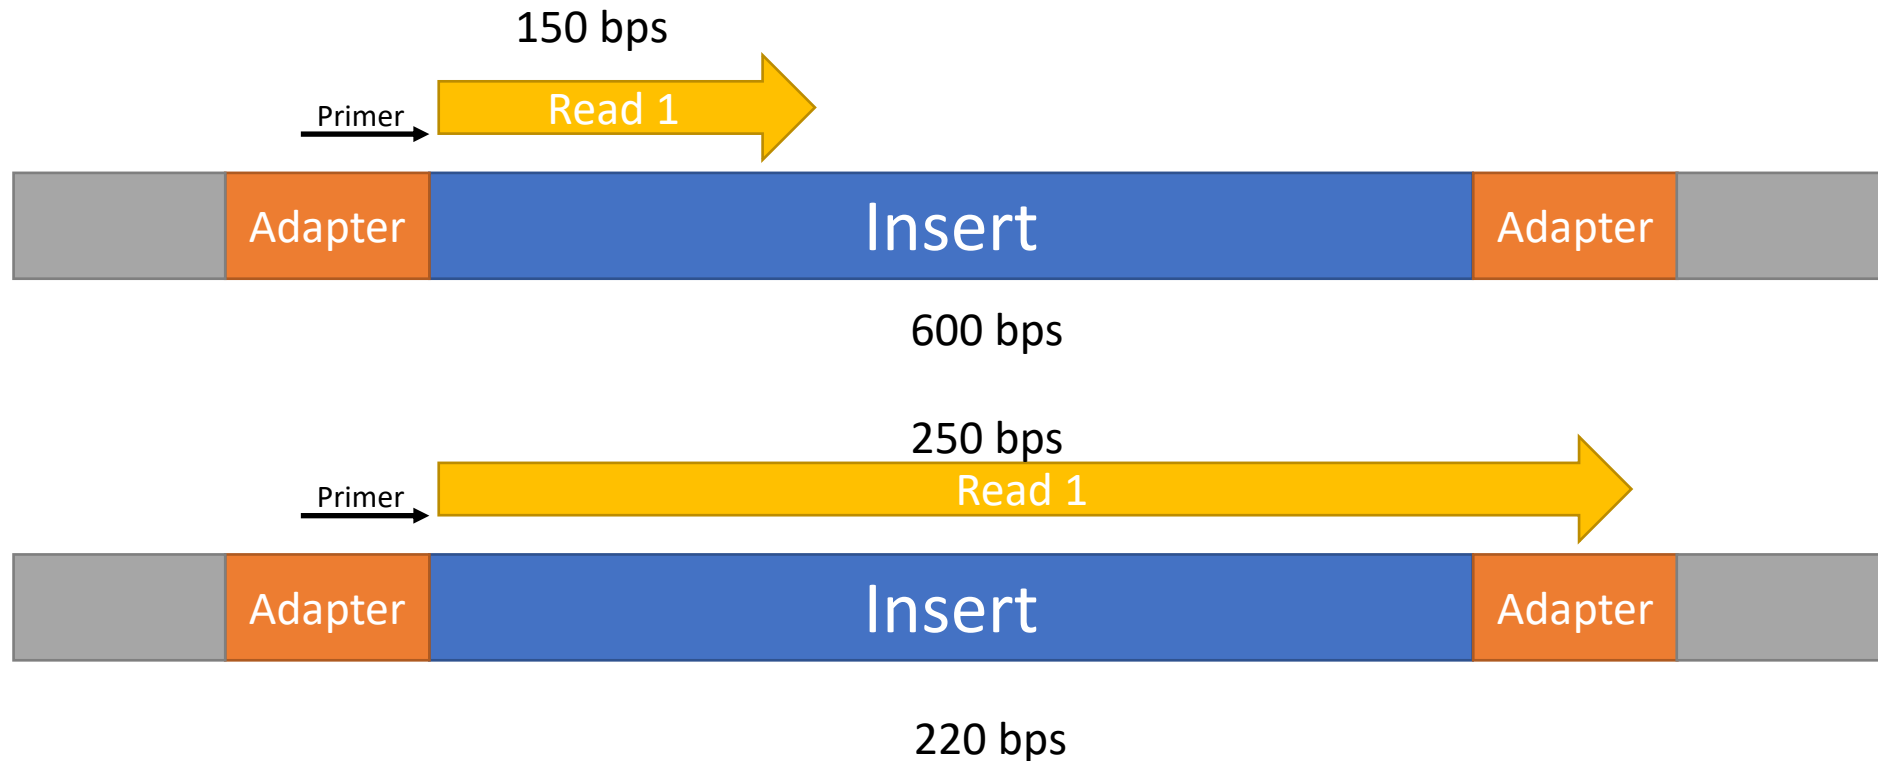 150 bps
Read 1
Primer
Adapter Insert Adapter
600 bps
250 bps
Read 1
Primer
Adapter Insert Adapter
220 bps